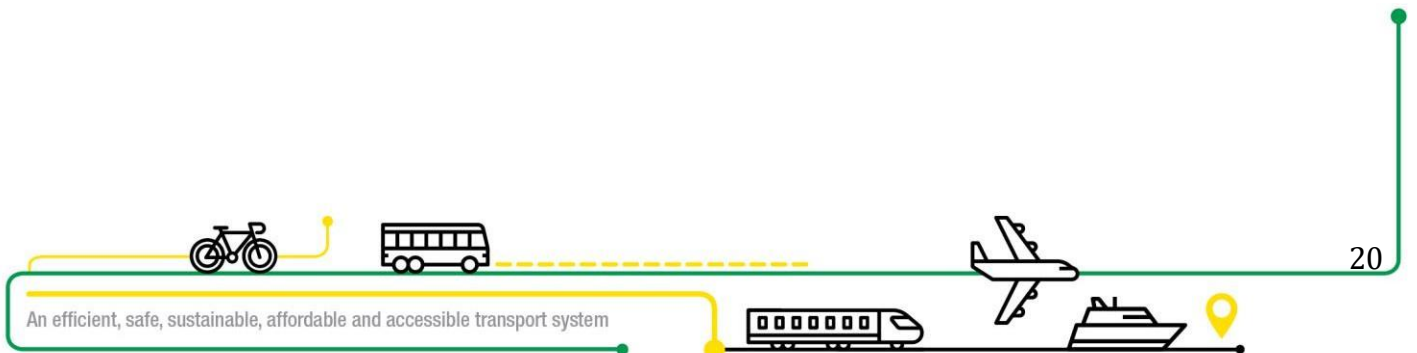 20
An efficient, safe, sustainable, affordable and accessible transport system